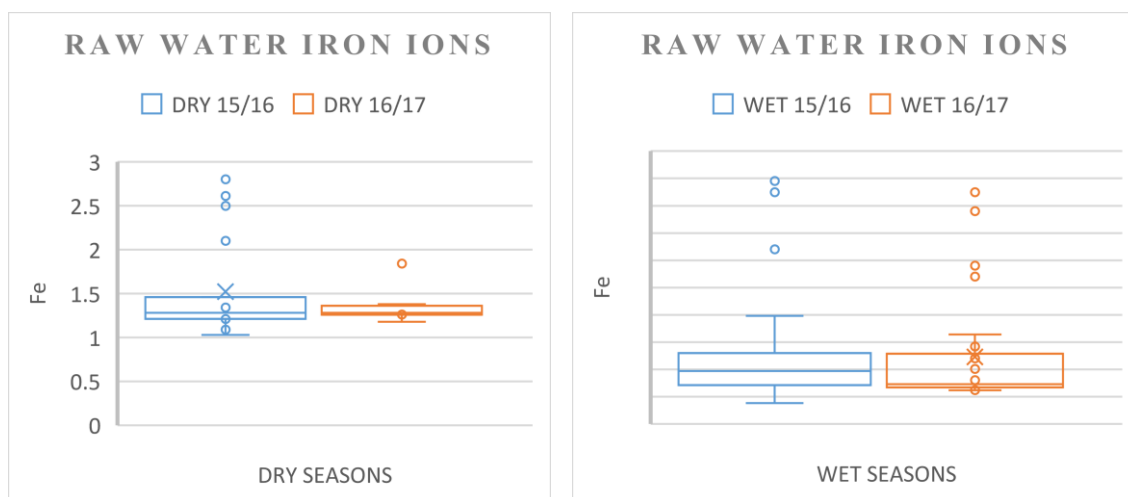 RAW WATER IRON IONS
DRY 15/16 DRY 16/17
3
2.5
2
1.5
1
0.5
0
Fe
DRY SEASONS
RAW WATER IRON IONS
WET 15/16 WET 16/17
Fe
WET SEASONS